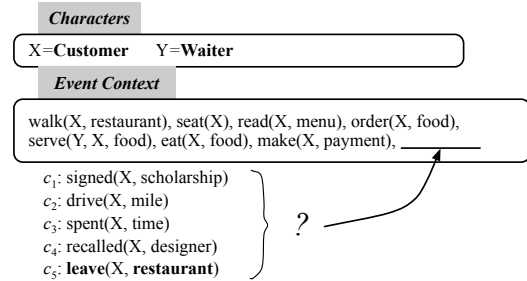 Characters
X=Customer Y=Waiter
Event Context
walk(X, restaurant), seat(X), read(X, menu), order(X, food),
serve(Y, X, food), eat(X, food), make(X, payment), ________
c1: signed(X, scholarship)
c2: drive(X, mile)
c3: spent(X, time)
?
c4: recalled(X, designer)
c5: leave(X, restaurant)